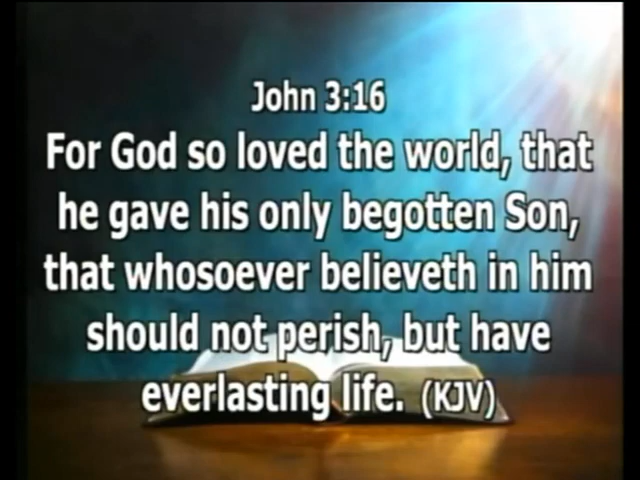 John 3:16
For God so loved the world, that
he gave his only begotten Son,
that whosoever believeth in him
should not perish, but have
everlasting life. (KJV)